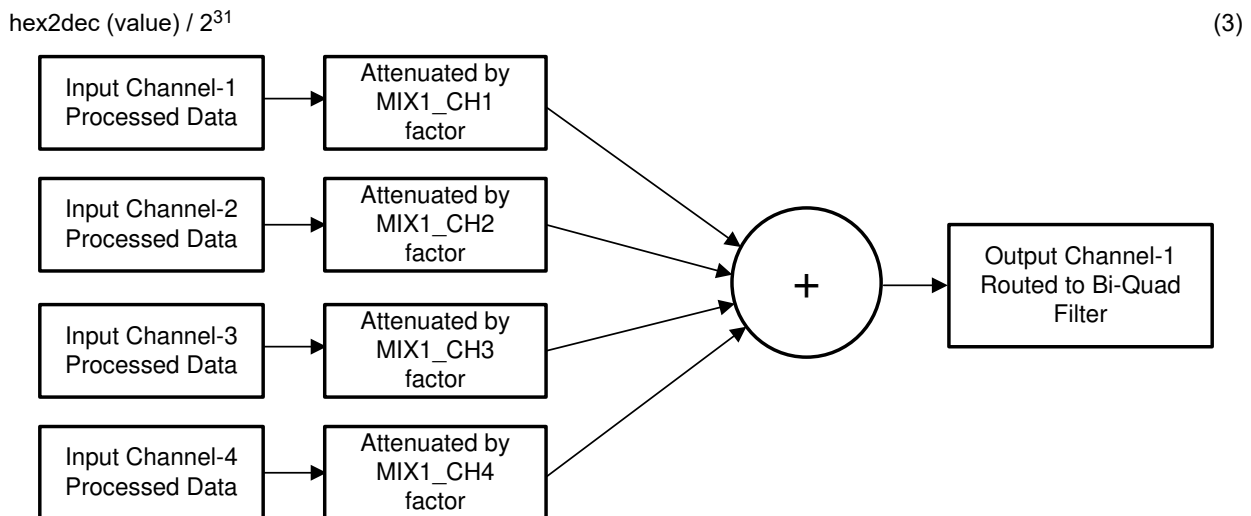 hex2dec (value) / 2³¹ (3)
Input Channel-1
Processed Data
Attenuated by
MIX1_CH1
factor
Input Channel-2
Processed Data
Attenuated by
MIX1_CH2
factor
Input Channel-3
Processed Data
Attenuated by
MIX1_CH3
factor
Input Channel-4
Processed Data
Attenuated by
MIX1_CH4
factor
+
Output Channel-1
Routed to Bi-Quad
Filter